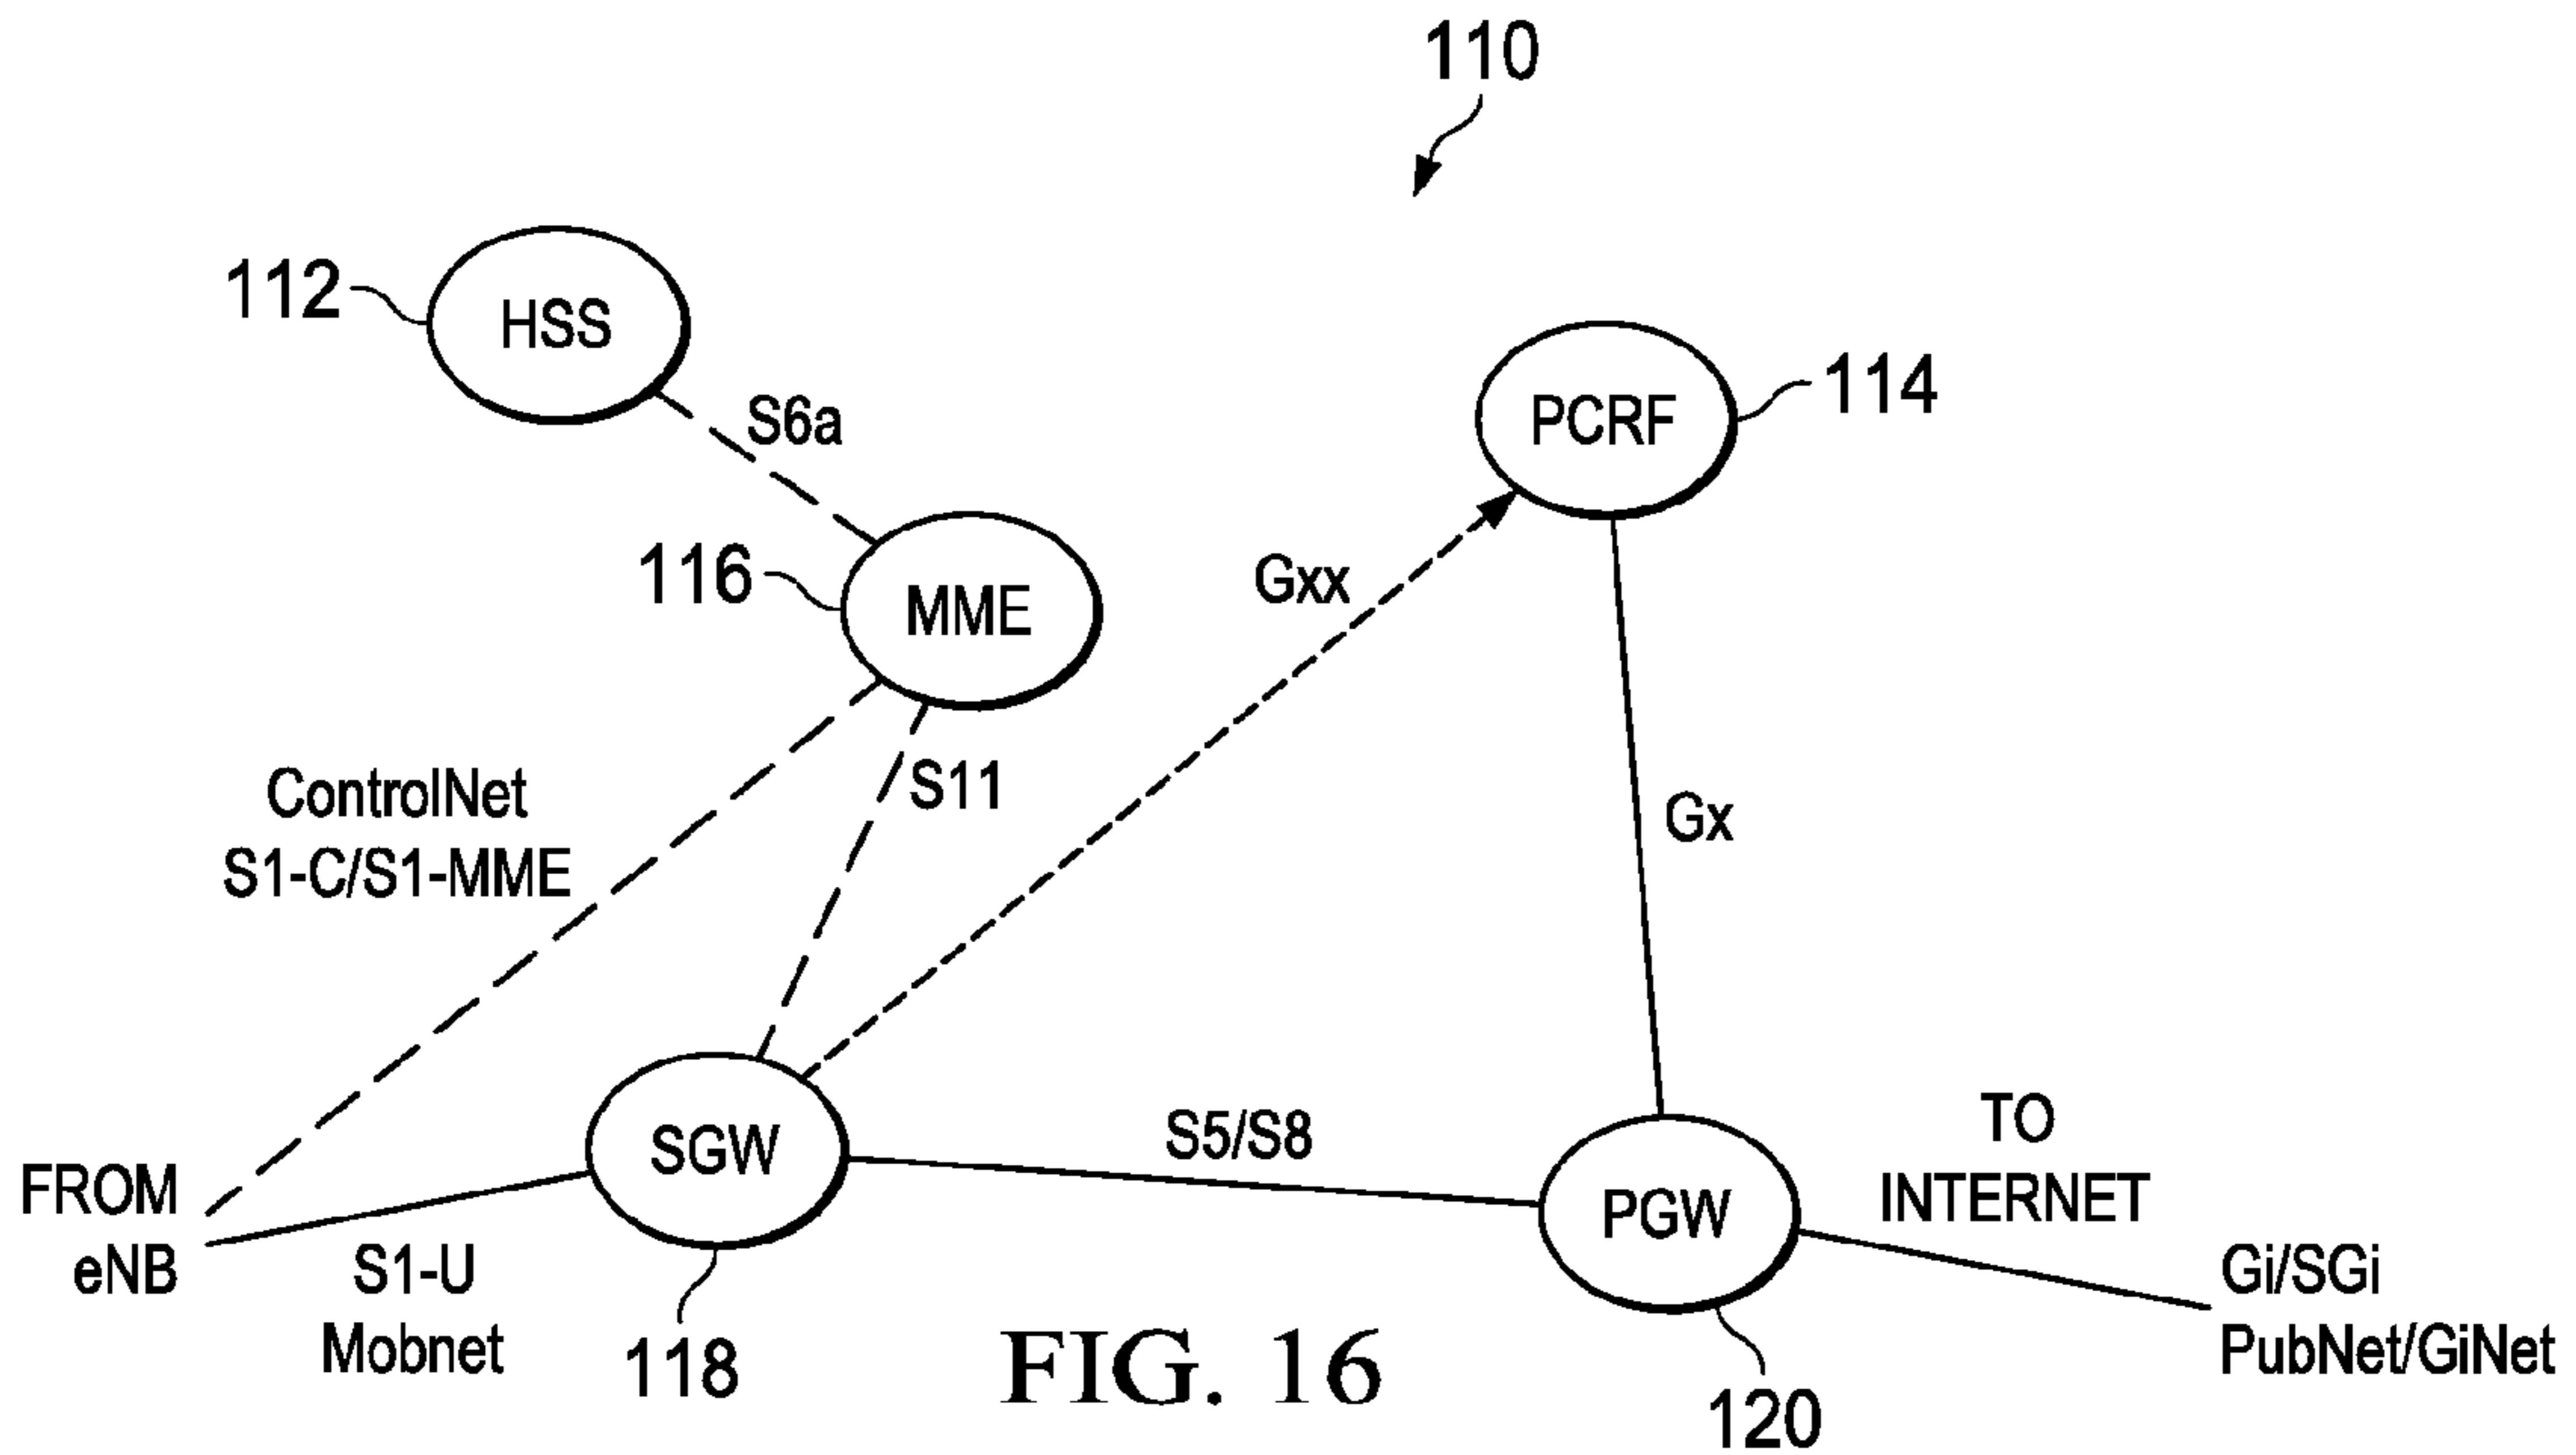 110
112
HSS
S6a
PCRF
114
116
MME
Gxx
ControlNet
S1-C/S1-MME
S11
Gx
FROM
eNB
S1-U
Mobnet
SGW
118
S5/S8
PGW
120
TO
INTERNET
Gi/SGi
PubNet/GiNet
FIG. 16